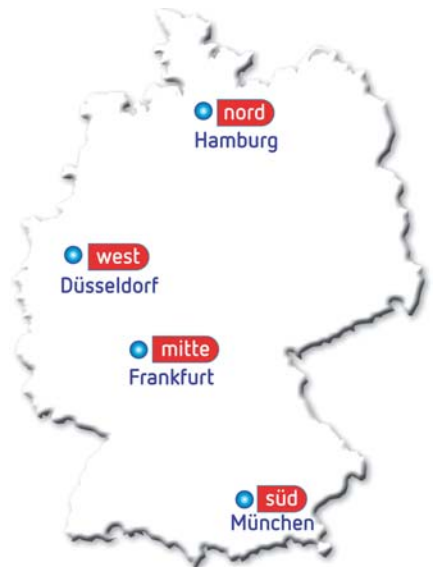 nord
Hamburg
west
Düsseldorf
mitte
Frankfurt
süd
München